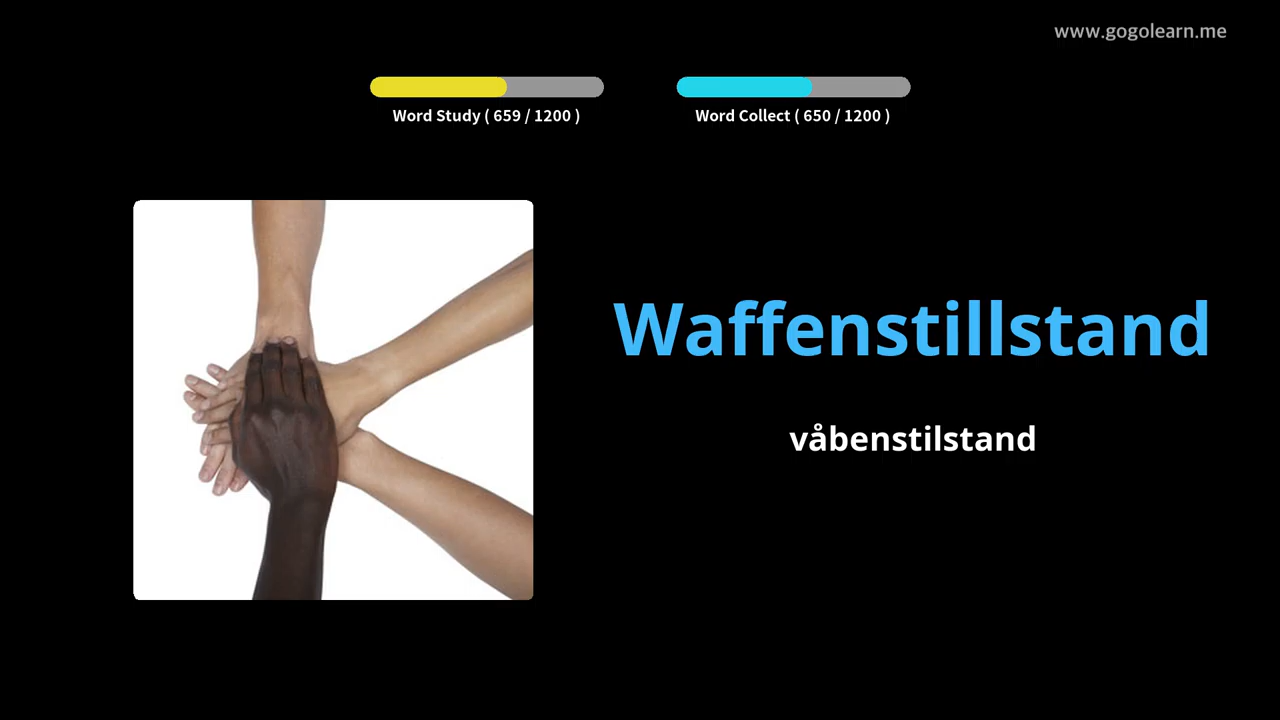 www.gogolearn.me
Word Study ( 659 / 1200 )
Word Collect ( 650 / 1200 )
Waffenstillstand
våbenstilstand